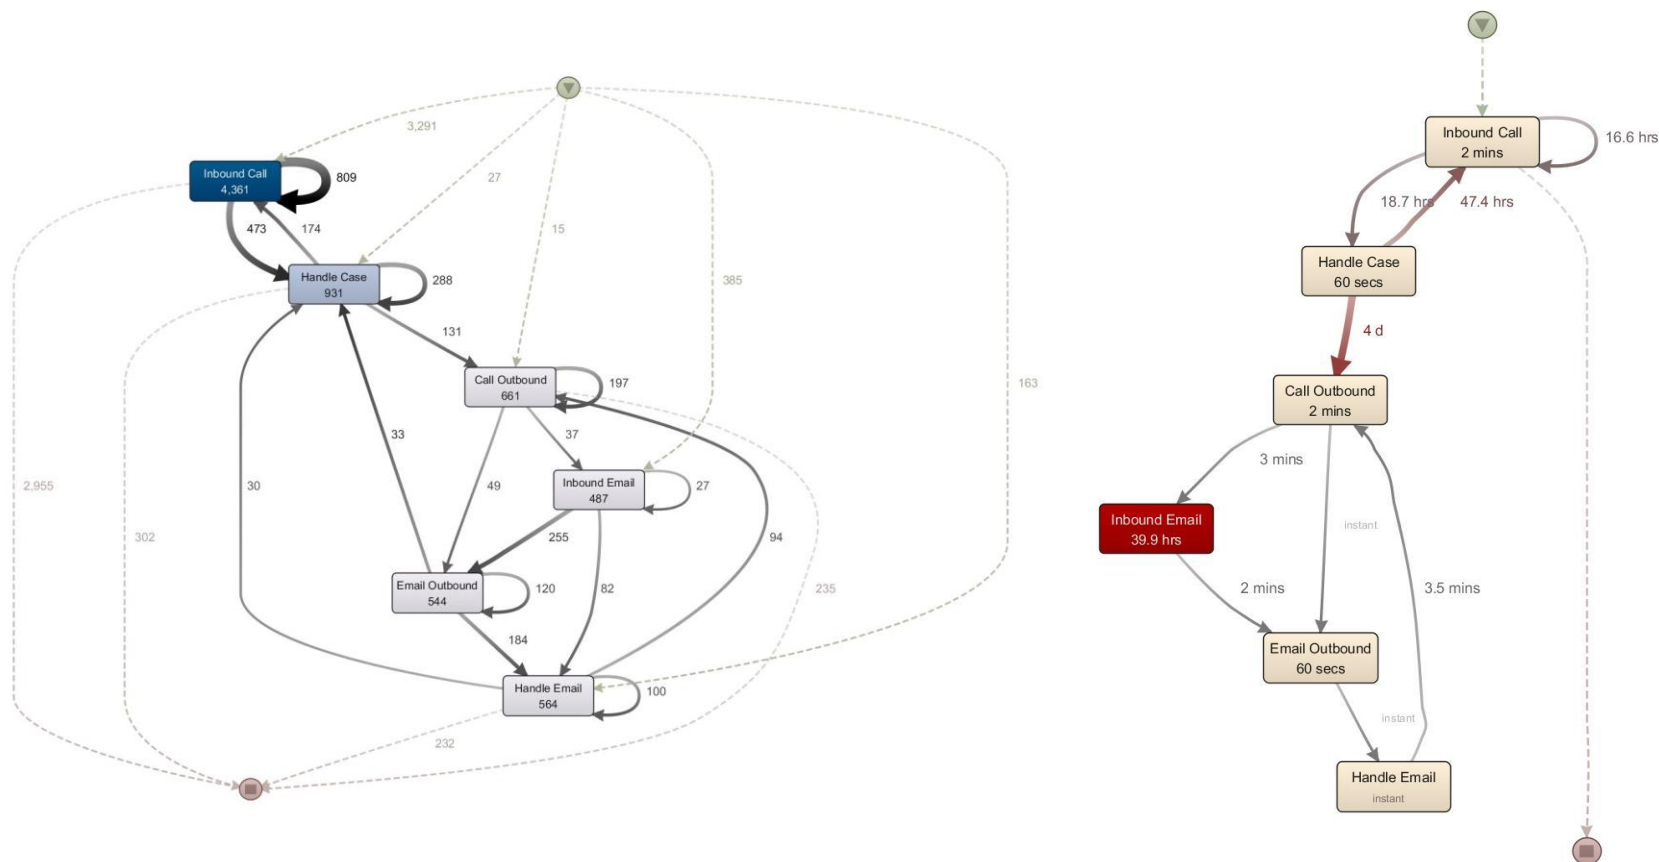 3,291
Inbound Call
4,361
809
27
473
174
15
Handle Case
931
288
385
131
Call Outbound
661
197
163
33
37
2,955
30
49
Inbound Email
487
27
302
255
94
Email Outbound
544
120
82
235
184
Handle Email
564
100
232
Inbound Call
2 mins
16.6 hrs
18.7 hrs
47.4 hrs
Handle Case
60 secs
4 d
Call Outbound
2 mins
3 mins
Inbound Email
39.9 hrs
instant
2 mins
3.5 mins
Email Outbound
60 secs
instant
Handle Email
instant